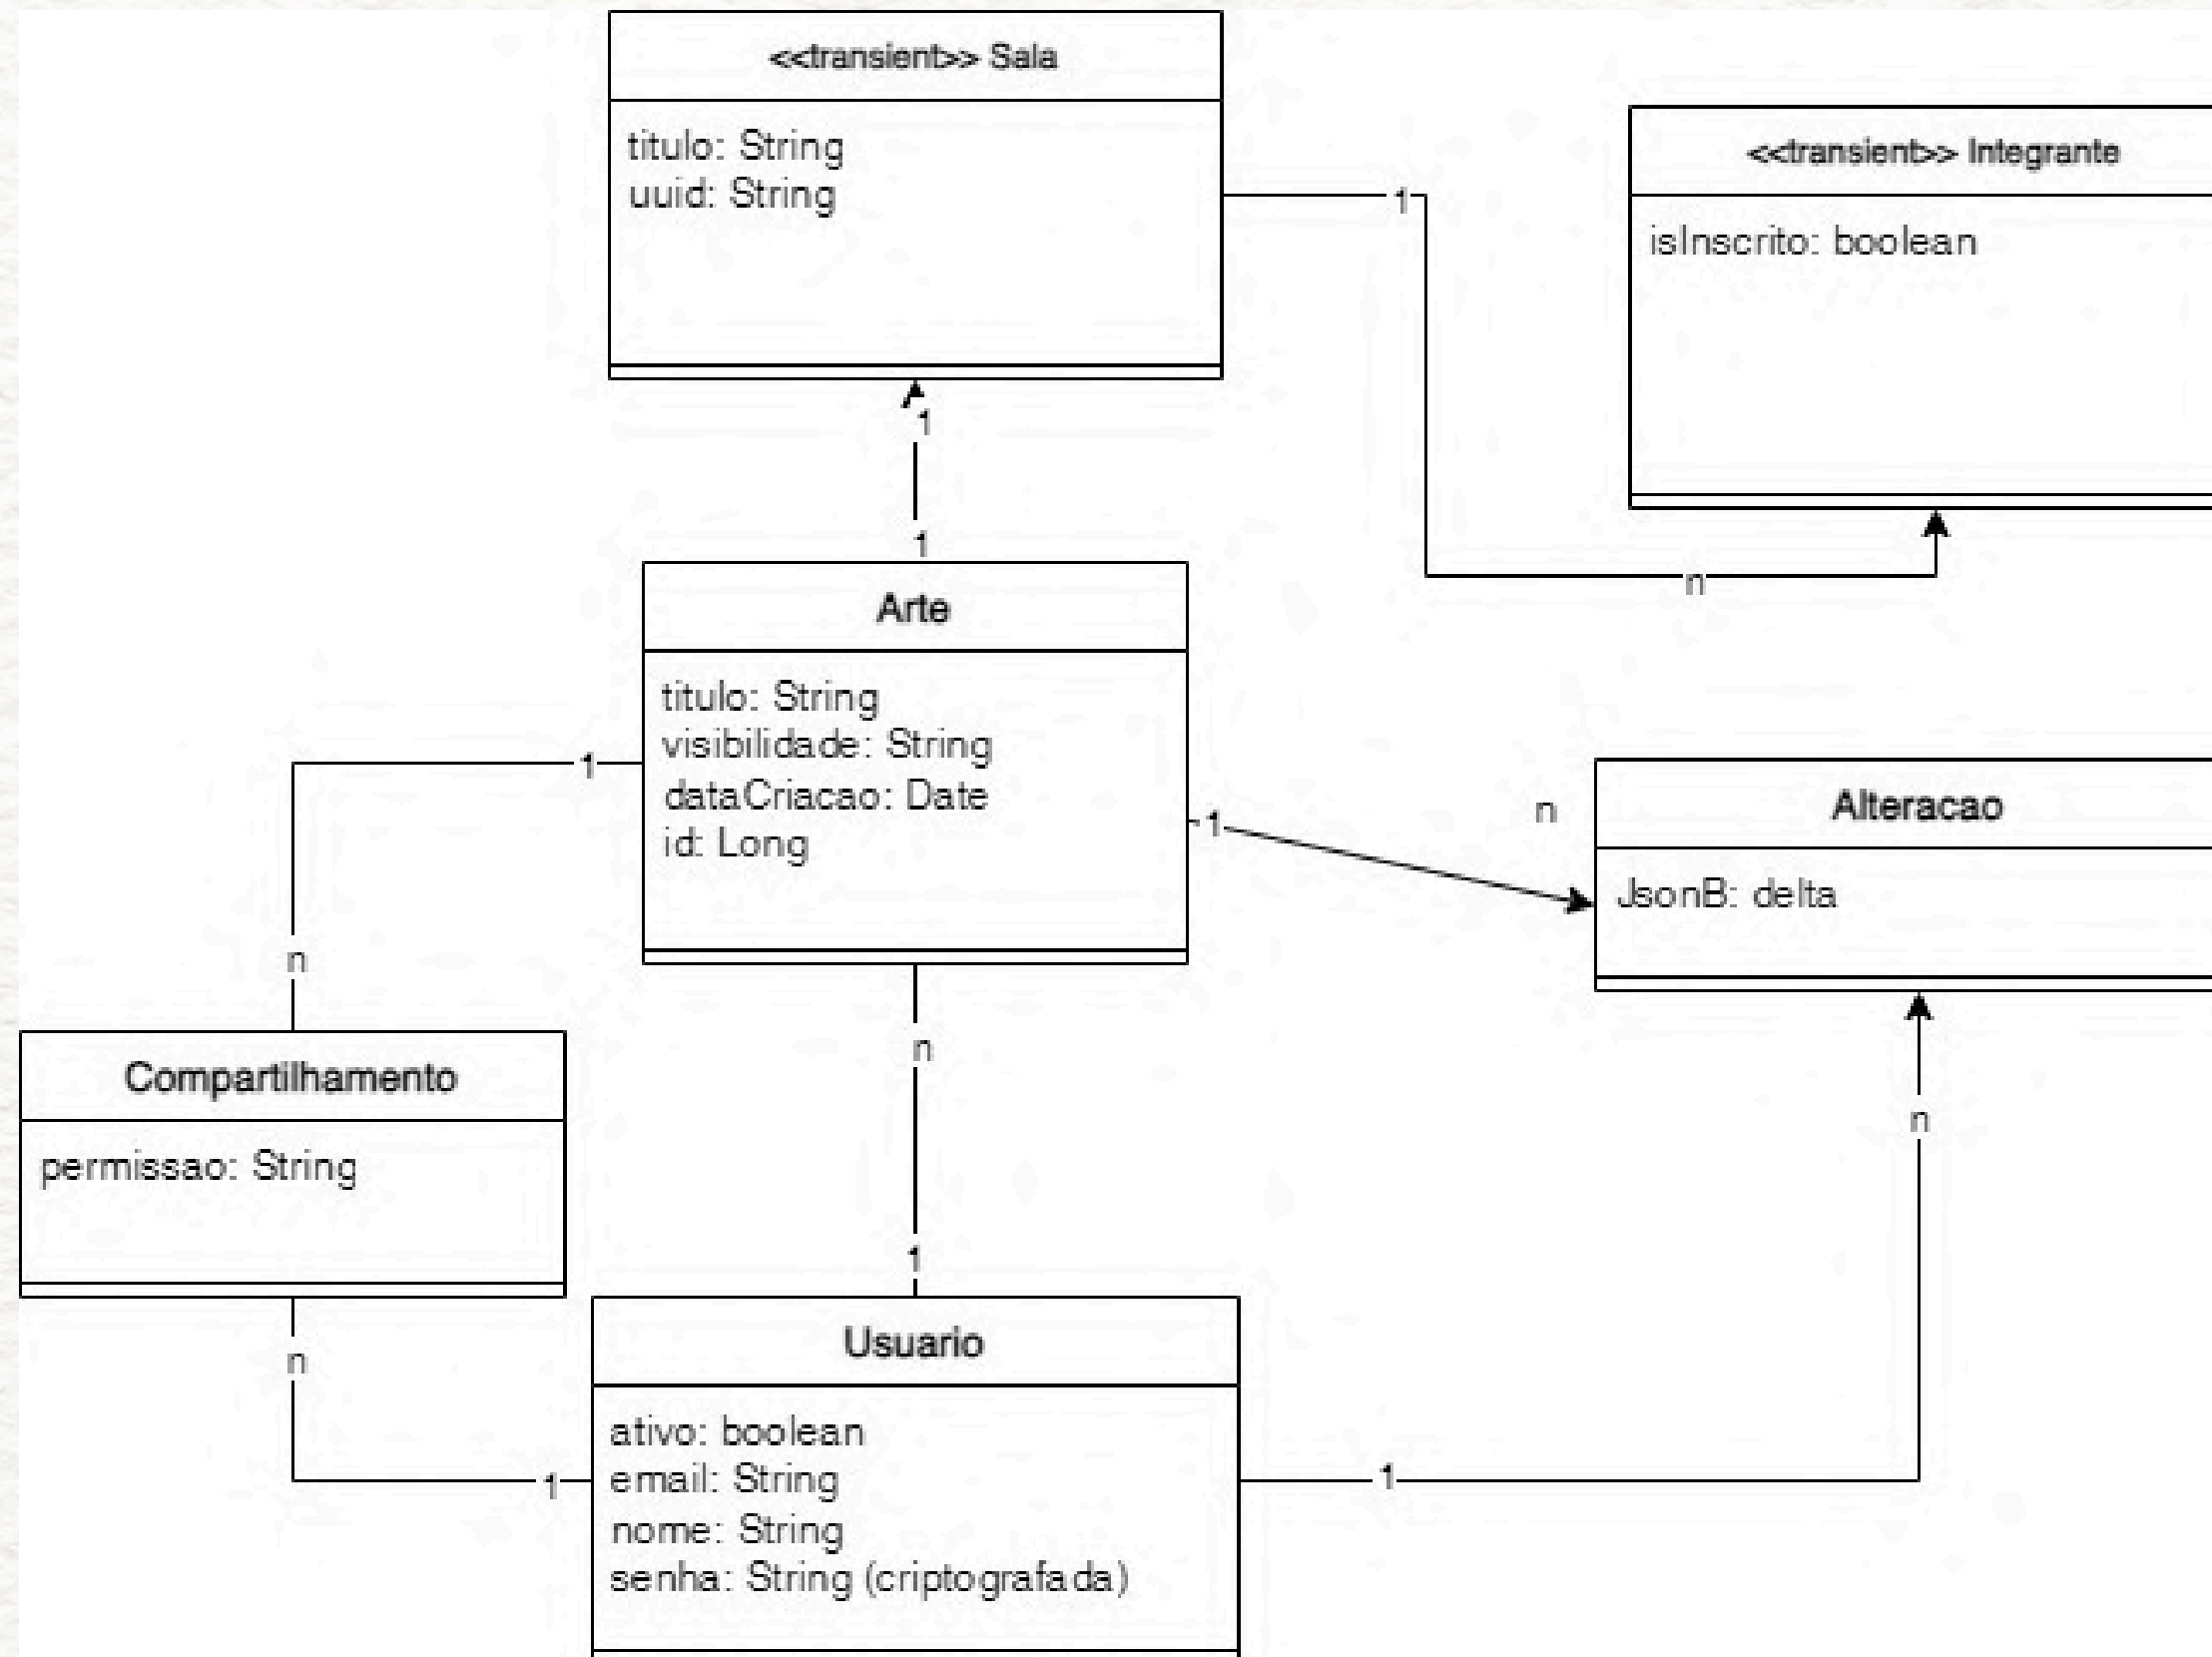 <<transient>> Sala
titulo: String
uuid: String
<<transient>> Integrante
isInscrito: boolean
1
n
1
1
Arte
titulo: String
visibilidade: String
dataCriacao: Date
id: Long
1
n
1
n
Alteracao
JsonB: delta
Compartilhamento
permissao: String
n
1
n
1
n
1
Usuario
ativo: boolean
email: String
nome: String
senha: String (criptografada)